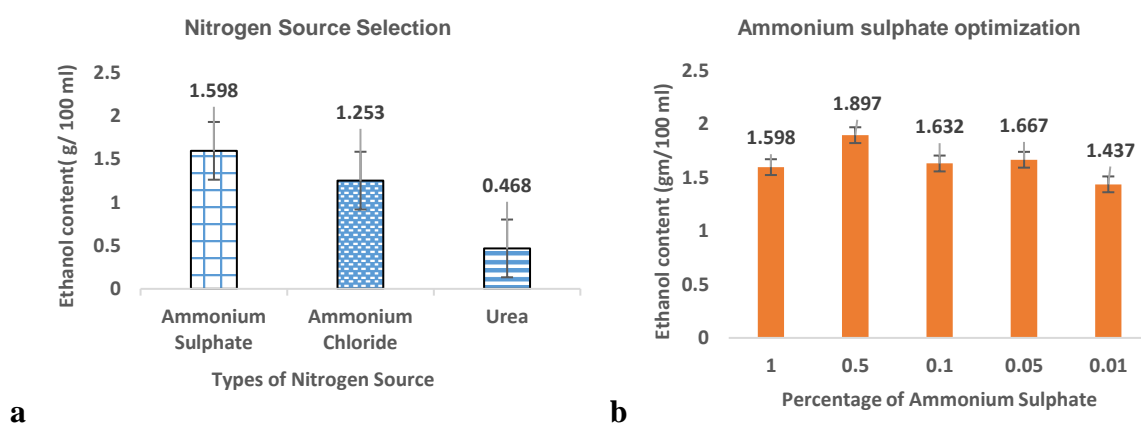 Nitrogen Source Selection
Ethanol content( g/ 100 ml)
2.5
2
1.5
1
0.5
0
1.598
1.253
0.468
Ammonium
Sulphate
Ammonium
Chloride
Urea
Types of Nitrogen Source
a
Ammonium sulphate optimization
Ethanol content (gm/100 ml)
2.5
2
1.5
1
0.5
0
1.598
1.897
1.632
1.667
1.437
1
0.5
0.1
0.05
0.01
Percentage of Ammonium Sulphate
b